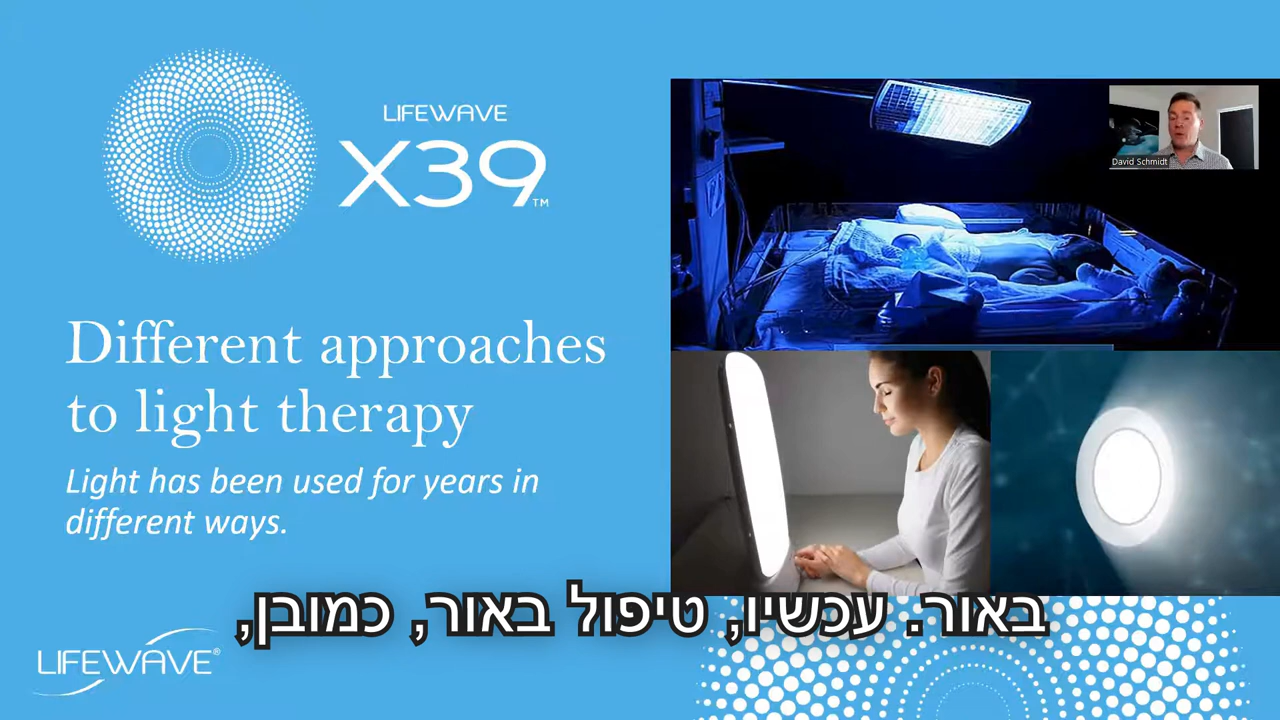 LIFEWAVE
X39™
David Schmidt
Different approaches
to light therapy
Light has been used for years in
different ways.
באור. עכשיו, טיפול באור, כמובן,
LIFEWAVE®